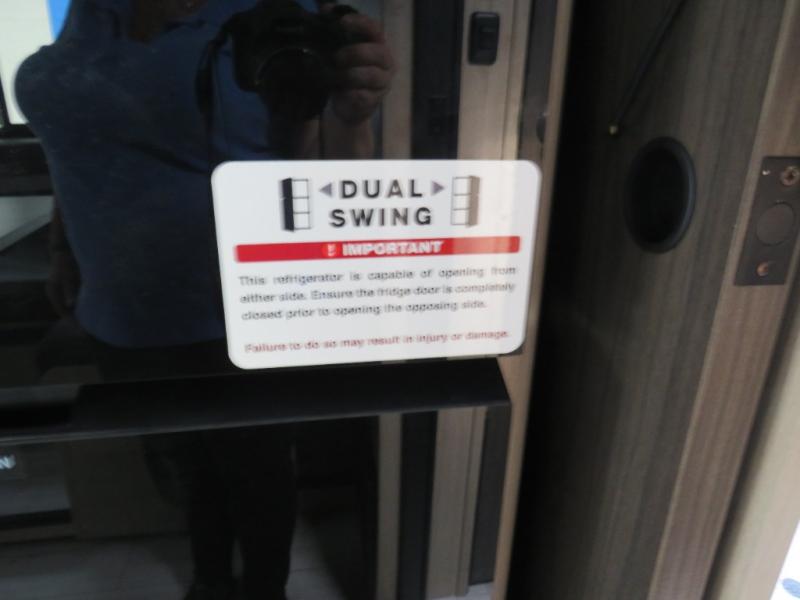 DUAL
SWING
! IMPORTANT
This refrigerator is capable of opening from
either side. Ensure the fridge door is completely
closed prior to opening the opposing side.
Failure to do so may result in injury or damage.